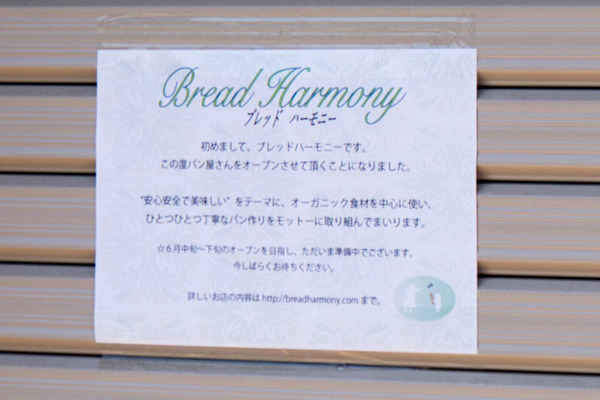 Bread Harmony
ブレッド ハーモニー
初めまして、ブレッドハーモニーです。
この度パン屋さんをオープンさせて頂くことになりました。
"安心安全で美味しい" をテーマに、オーガニック食材を中心に使い、
ひとつひとつ丁寧なパン作りをモットーに取り組んでまいります。
☆6月中旬～下旬のオープンを目指し、ただいま準備中でございます。
今しばらくお待ちください。
詳しいお店の内容は http://breadharmony.com まで。